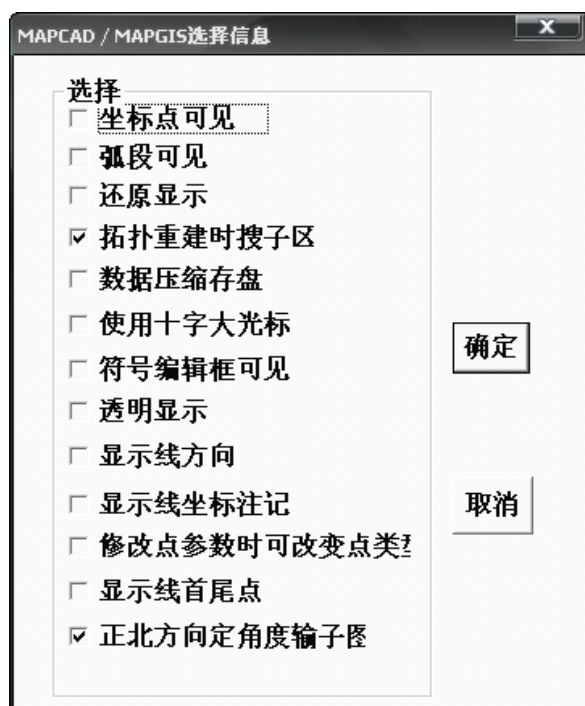 MAPCAD / MAPGIS选择信息
选择
坐标点可见
弧段可见
还原显示
拓扑重建时搜子区
数据压缩存盘
使用十字大光标
符号编辑框可见
透明显示
显示线方向
显示线坐标注记
修改点参数时可改变点类型
显示线首尾点
正北方向定角度输子图
确定
取消